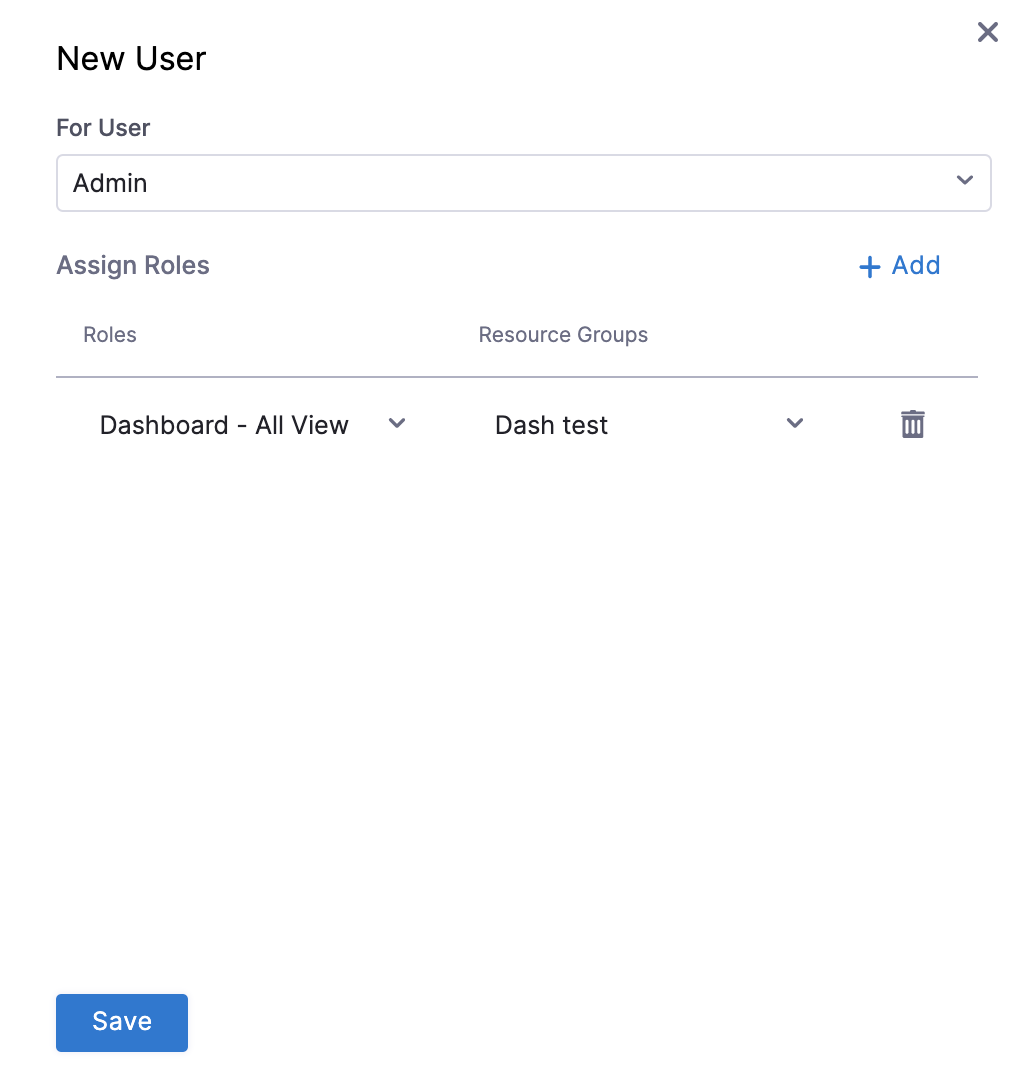 New User
For User
Admin
Assign Roles
Add
Roles
Resource Groups
Dashboard - All View
Dash test
Save